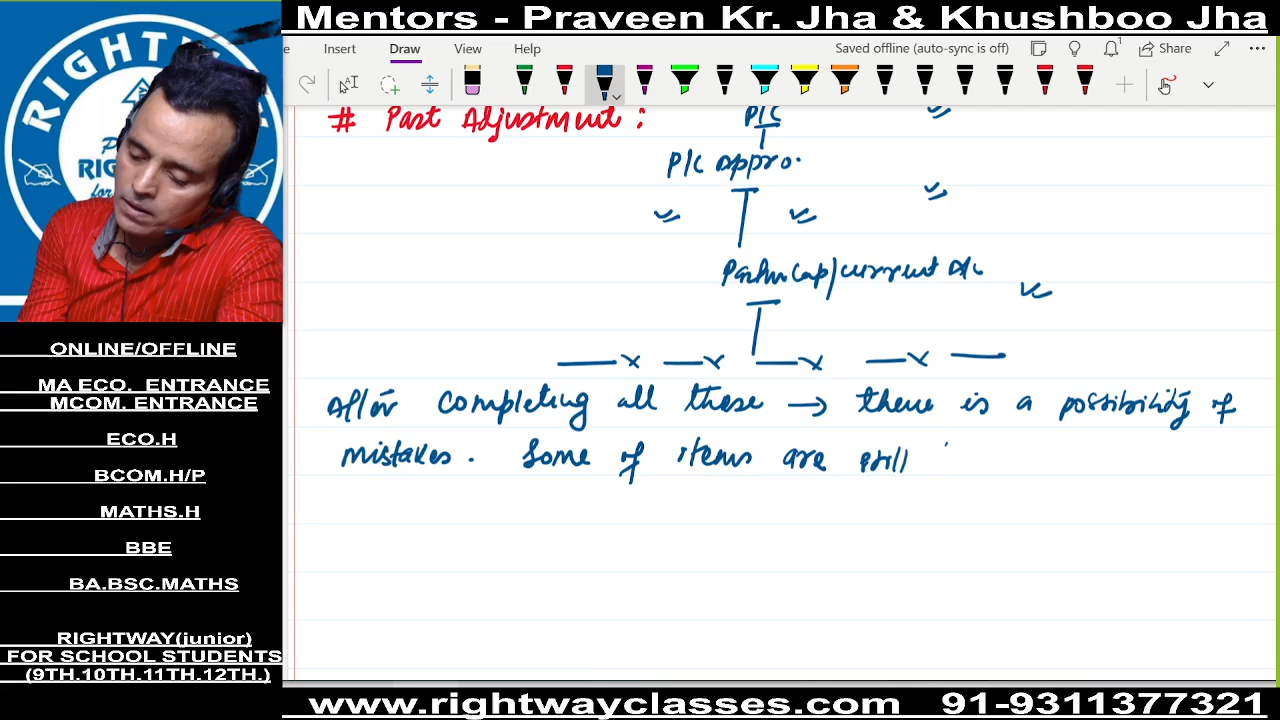 Mentors - Praveen Kr. Jha & Khushboo Jha
Insert Draw View Help Saved offline (auto-sync is off) Share
# Past Adjustment :
P/L
P/L appro.
Partner cap/current A/c
After completing all these → there is a possibility of
mistakes. Some of items are still
RIGHTWAY
ONLINE/OFFLINE
MA ECO. ENTRANCE
MCOM. ENTRANCE
ECO.H
BCOM.H/P
MATHS.H
BBE
BA.BSC.MATHS
RIGHTWAY(junior)
FOR SCHOOL STUDENTS
(9TH.10TH.11TH.12TH.)
www.rightwayclasses.com 91-9311377321